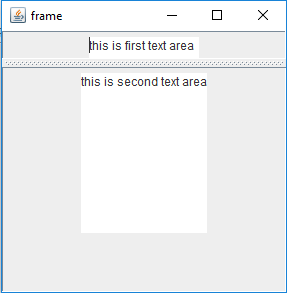 frame
this is first text area
this is second text area